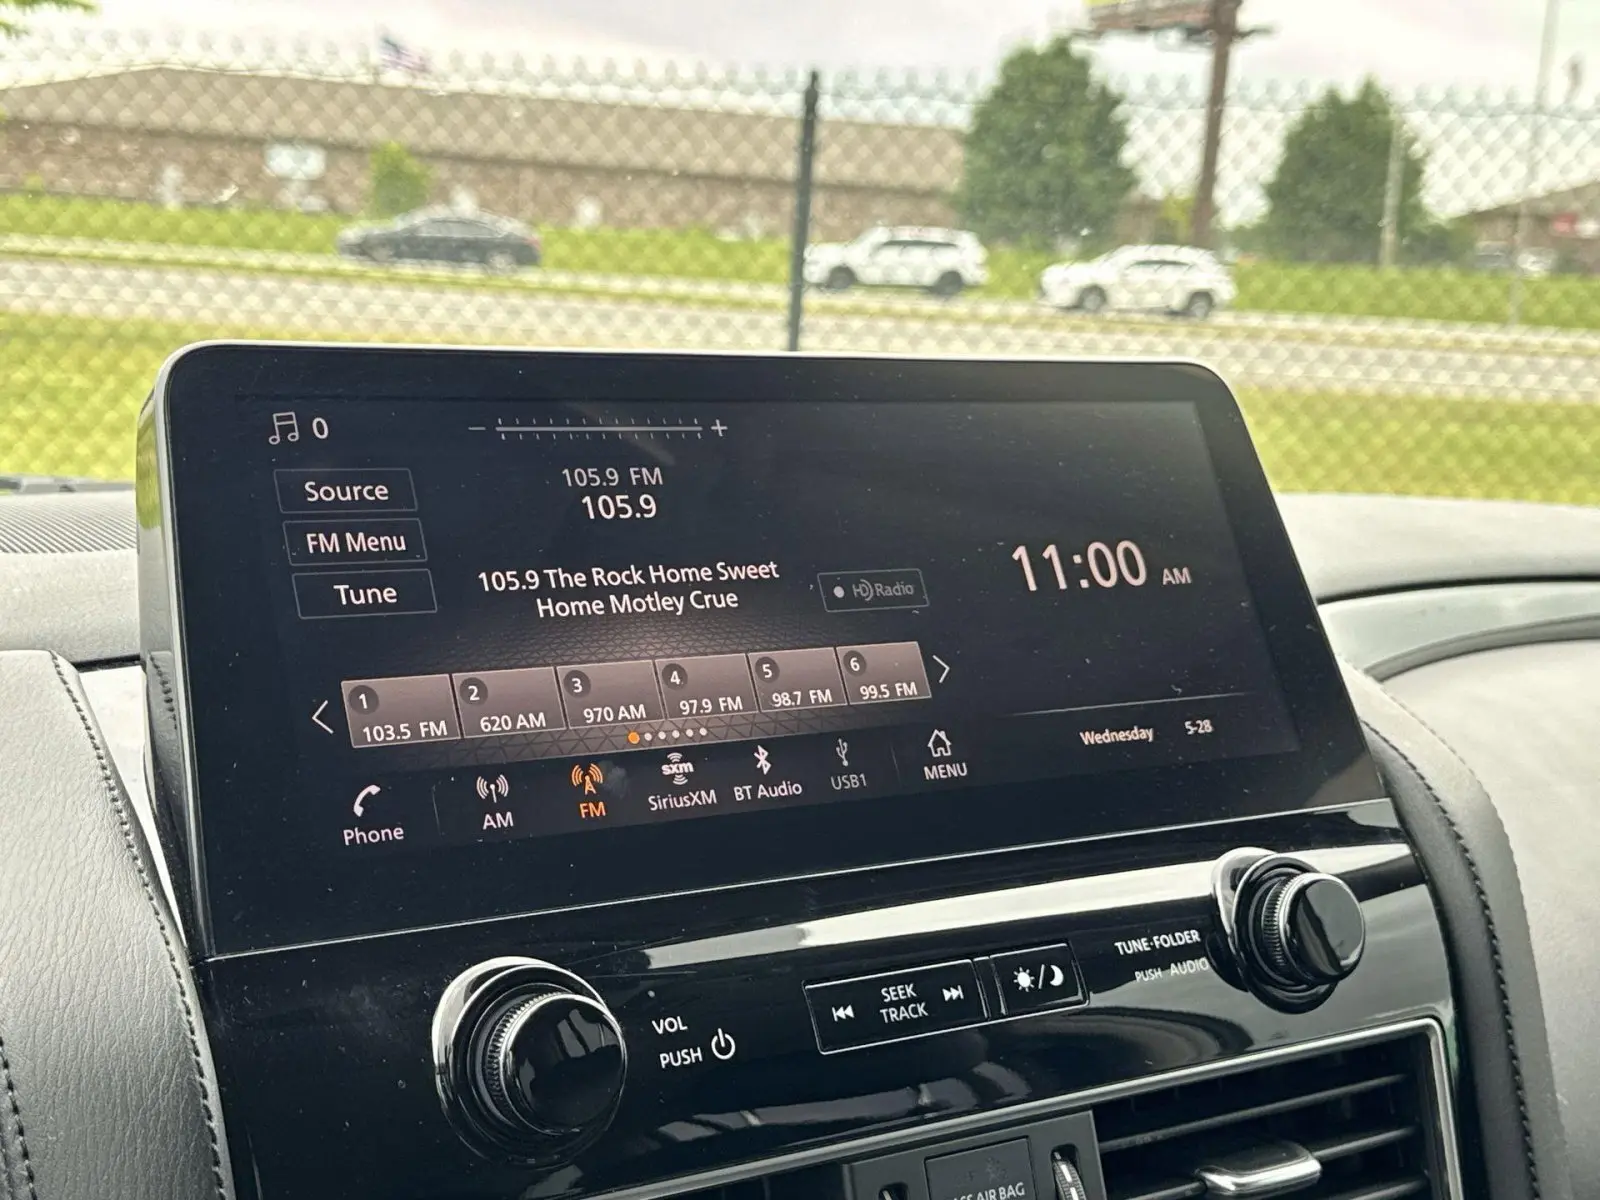 0
− +
105.9 FM
105.9
Source
FM Menu
Tune
105.9 The Rock Home Sweet
Home Motley Crue
HD Radio
11:00 AM
1 103.5 FM
2 620 AM
3 970 AM
4 97.9 FM
5 98.7 FM
6 99.5 FM
Wednesday 5-28
Phone
AM
FM
sxm
SiriusXM
BT Audio
USB1
MENU
VOL
PUSH
SEEK
TRACK
TUNE·FOLDER
PUSH AUDIO
AIR BAG